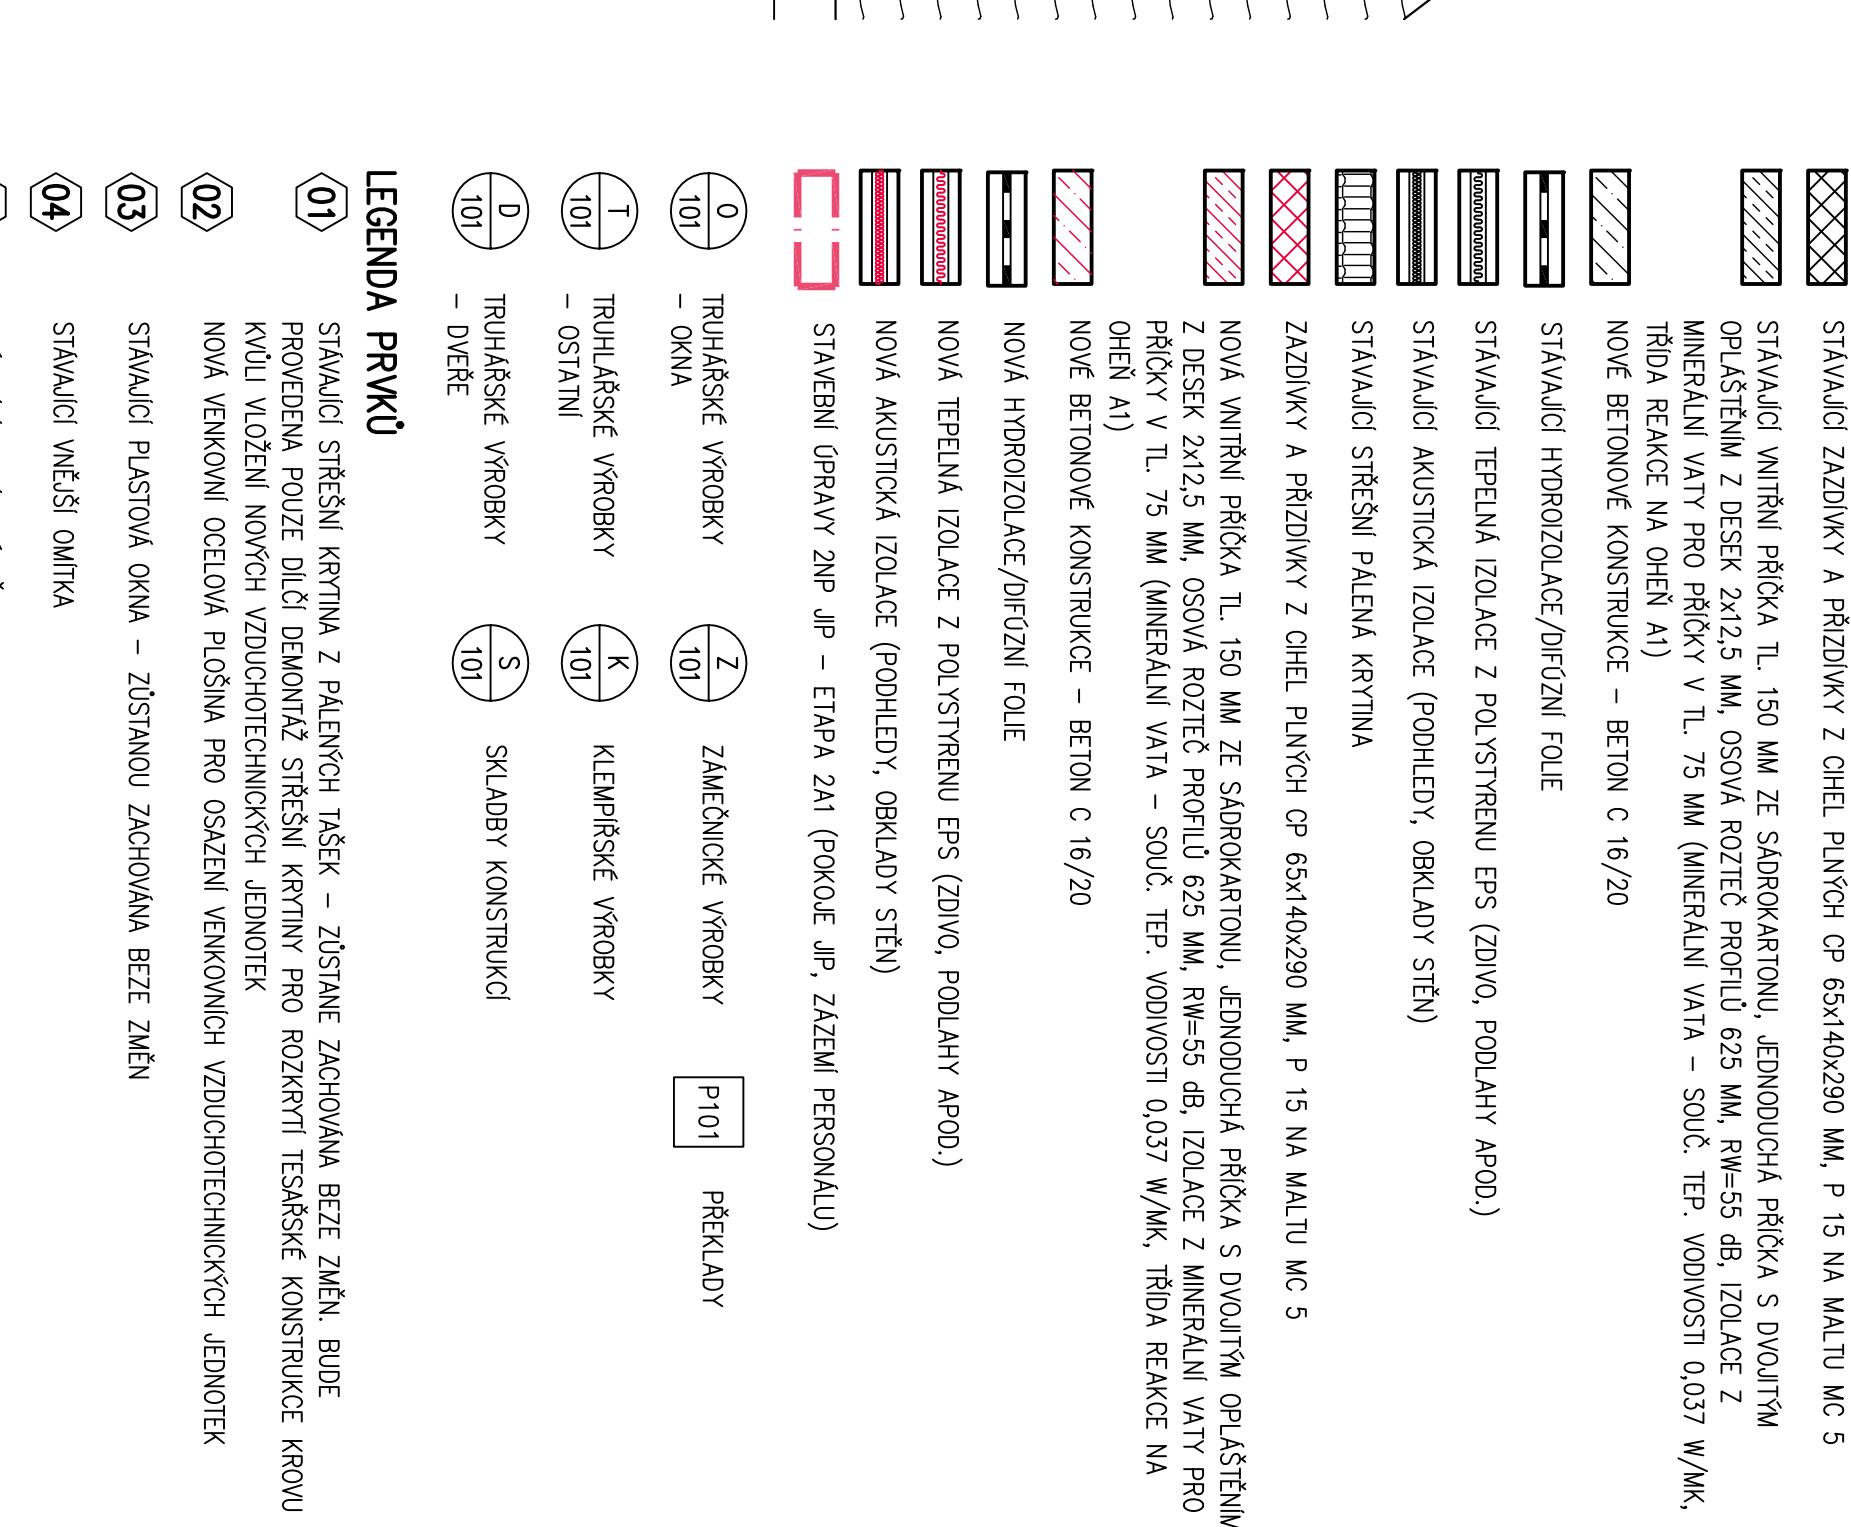 STÁVAJÍCÍ ZAZDÍVKY A PŘIZDÍVKY Z CIHEL PLNÝCH CP 65x140x290 MM, P 15 NA MALTU MC 5
STÁVAJÍCÍ VNITŘNÍ PŘÍČKA TL. 150 MM ZE SÁDROKARTONU, JEDNODUCHÁ PŘÍČKA S DVOJITÝM
OPLÁŠTĚNÍM Z DESEK 2x12,5 MM, OSOVÁ ROZTEČ PROFILŮ 625 MM, RW=55 dB, IZOLACE Z
MINERÁLNÍ VATY PRO PŘÍČKY V TL. 75 MM (MINERÁLNÍ VATA – SOUČ. TEP. VODIVOSTI 0,037 W/MK,
TŘÍDA REAKCE NA OHEŇ A1)
NOVÉ BETONOVÉ KONSTRUKCE – BETON C 16/20
STÁVAJÍCÍ HYDROIZOLACE/DIFÚZNÍ FOLIE
STÁVAJÍCÍ TEPELNÁ IZOLACE Z POLYSTYRENU EPS (ZDIVO, PODLAHY APOD.)
STÁVAJÍCÍ AKUSTICKÁ IZOLACE (PODHLEDY, OBKLADY STĚN)
STÁVAJÍCÍ STŘEŠNÍ PÁLENÁ KRYTINA
ZAZDÍVKY A PŘIZDÍVKY Z CIHEL PLNÝCH CP 65x140x290 MM, P 15 NA MALTU MC 5
NOVÁ VNITŘNÍ PŘÍČKA TL. 150 MM ZE SÁDROKARTONU, JEDNODUCHÁ PŘÍČKA S DVOJITÝM OPLÁŠTĚNÍM
Z DESEK 2x12,5 MM, OSOVÁ ROZTEČ PROFILŮ 625 MM, RW=55 dB, IZOLACE Z MINERÁLNÍ VATY PRO
PŘÍČKY V TL. 75 MM (MINERÁLNÍ VATA – SOUČ. TEP. VODIVOSTI 0,037 W/MK, TŘÍDA REAKCE NA
OHEŇ A1)
NOVÉ BETONOVÉ KONSTRUKCE – BETON C 16/20
NOVÁ HYDROIZOLACE/DIFÚZNÍ FOLIE
NOVÁ TEPELNÁ IZOLACE Z POLYSTYRENU EPS (ZDIVO, PODLAHY APOD.)
NOVÁ AKUSTICKÁ IZOLACE (PODHLEDY, OBKLADY STĚN)
STAVEBNÍ ÚPRAVY 2NP JIP – ETAPA 2A1 (POKOJE JIP, ZÁZEMÍ PERSONÁLU)
O 101 TRUHÁŘSKÉ VÝROBKY
– OKNA
Z 101 ZÁMEČNICKÉ VÝROBKY
P101 PŘEKLADY
T 101 TRUHLÁŘSKÉ VÝROBKY
– OSTATNÍ
K 101 KLEMPÍŘSKÉ VÝROBKY
D 101 TRUHÁŘSKÉ VÝROBKY
– DVEŘE
S 101 SKLADBY KONSTRUKCÍ
LEGENDA PRVKŮ
01 STÁVAJÍCÍ STŘEŠNÍ KRYTINA Z PÁLENÝCH TAŠEK – ZŮSTANE ZACHOVÁNA BEZE ZMĚN. BUDE
PROVEDENA POUZE DÍLČÍ DEMONTÁŽ STŘEŠNÍ KRYTINY PRO ROZKRYTÍ TESAŘSKÉ KONSTRUKCE KROVU
KVŮLI VLOŽENÍ NOVÝCH VZDUCHOTECHNICKÝCH JEDNOTEK
02 NOVÁ VENKOVNÍ OCELOVÁ PLOŠINA PRO OSAZENÍ VENKOVNÍCH VZDUCHOTECHNICKÝCH JEDNOTEK
03 STÁVAJÍCÍ PLASTOVÁ OKNA – ZŮSTANOU ZACHOVÁNA BEZE ZMĚN
04 STÁVAJÍCÍ VNĚJŠÍ OMÍTKA